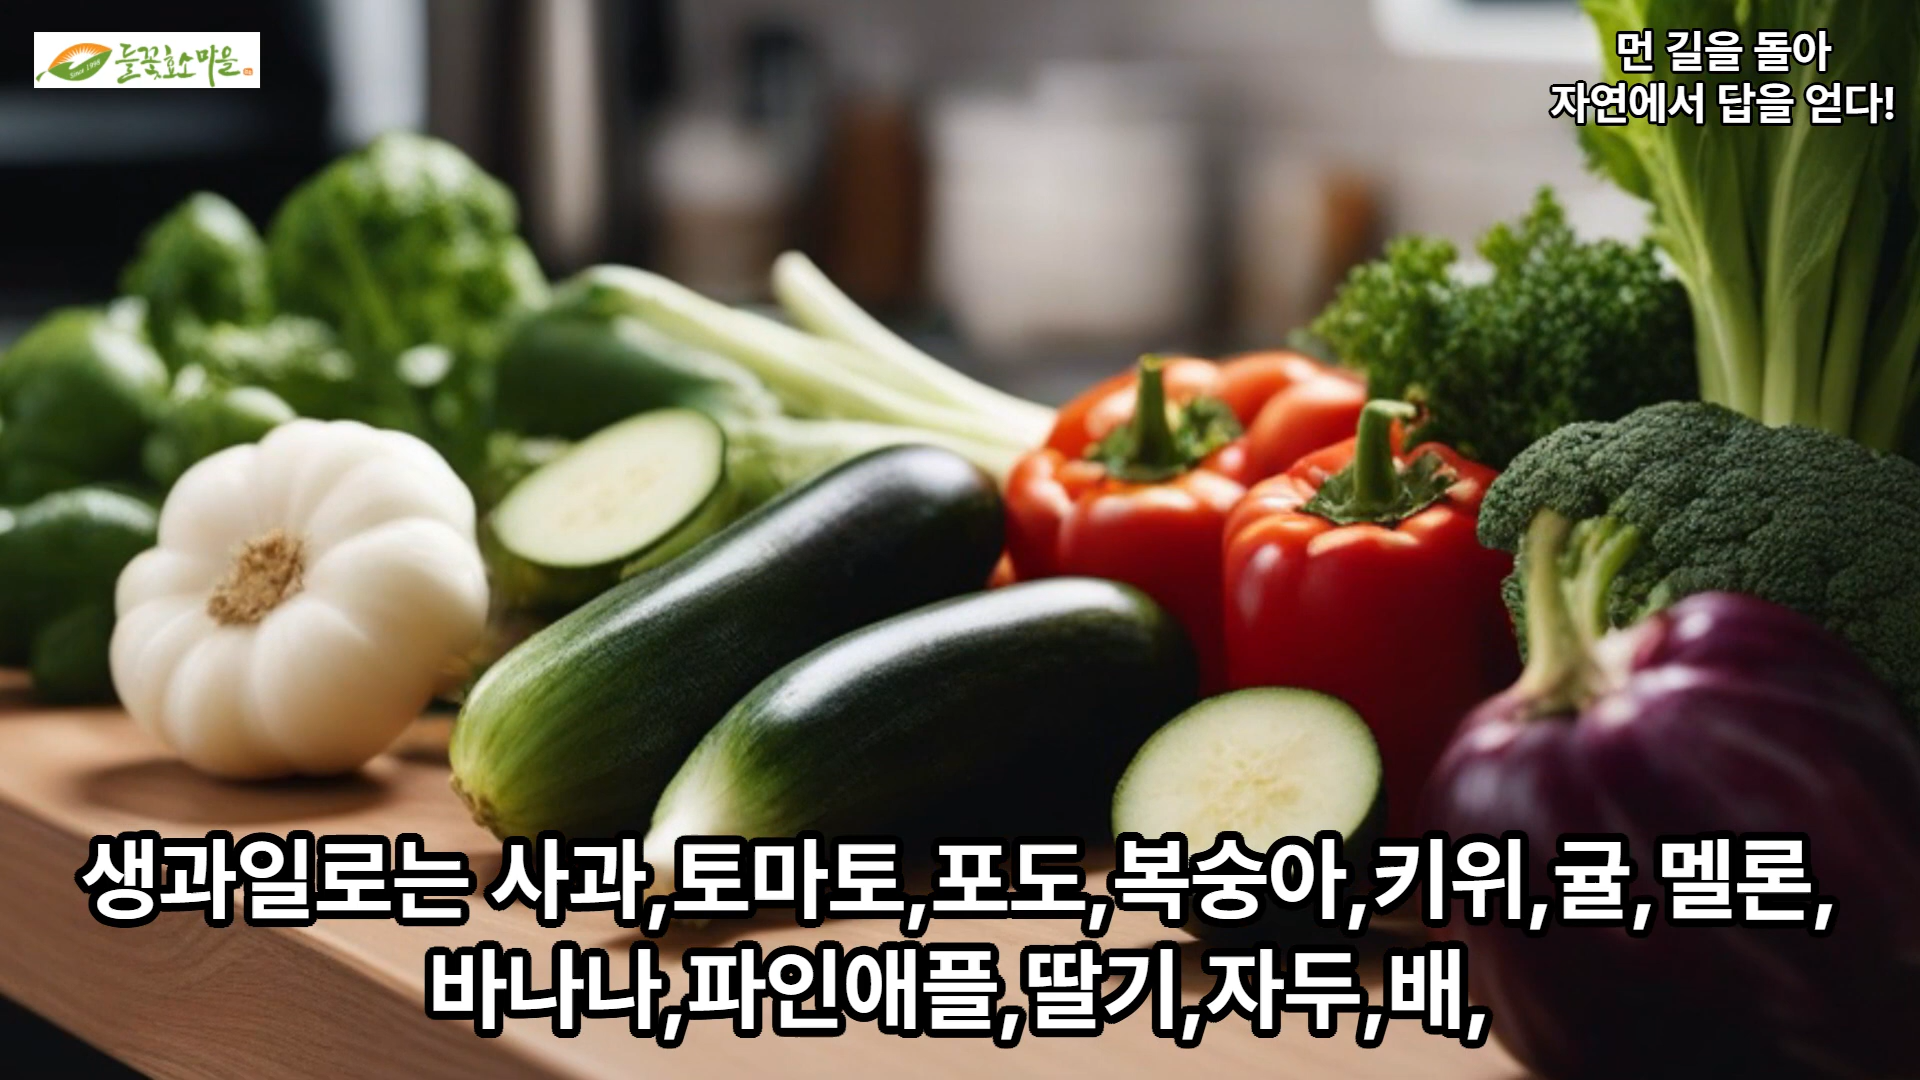 들꽃효소마을
Since 1991
먼 길을 돌아
자연에서 답을 얻다!
생과일로는 사과,토마토,포도,복숭아,키위,귤,멜론,
바나나,파인애플,딸기,자두,배,